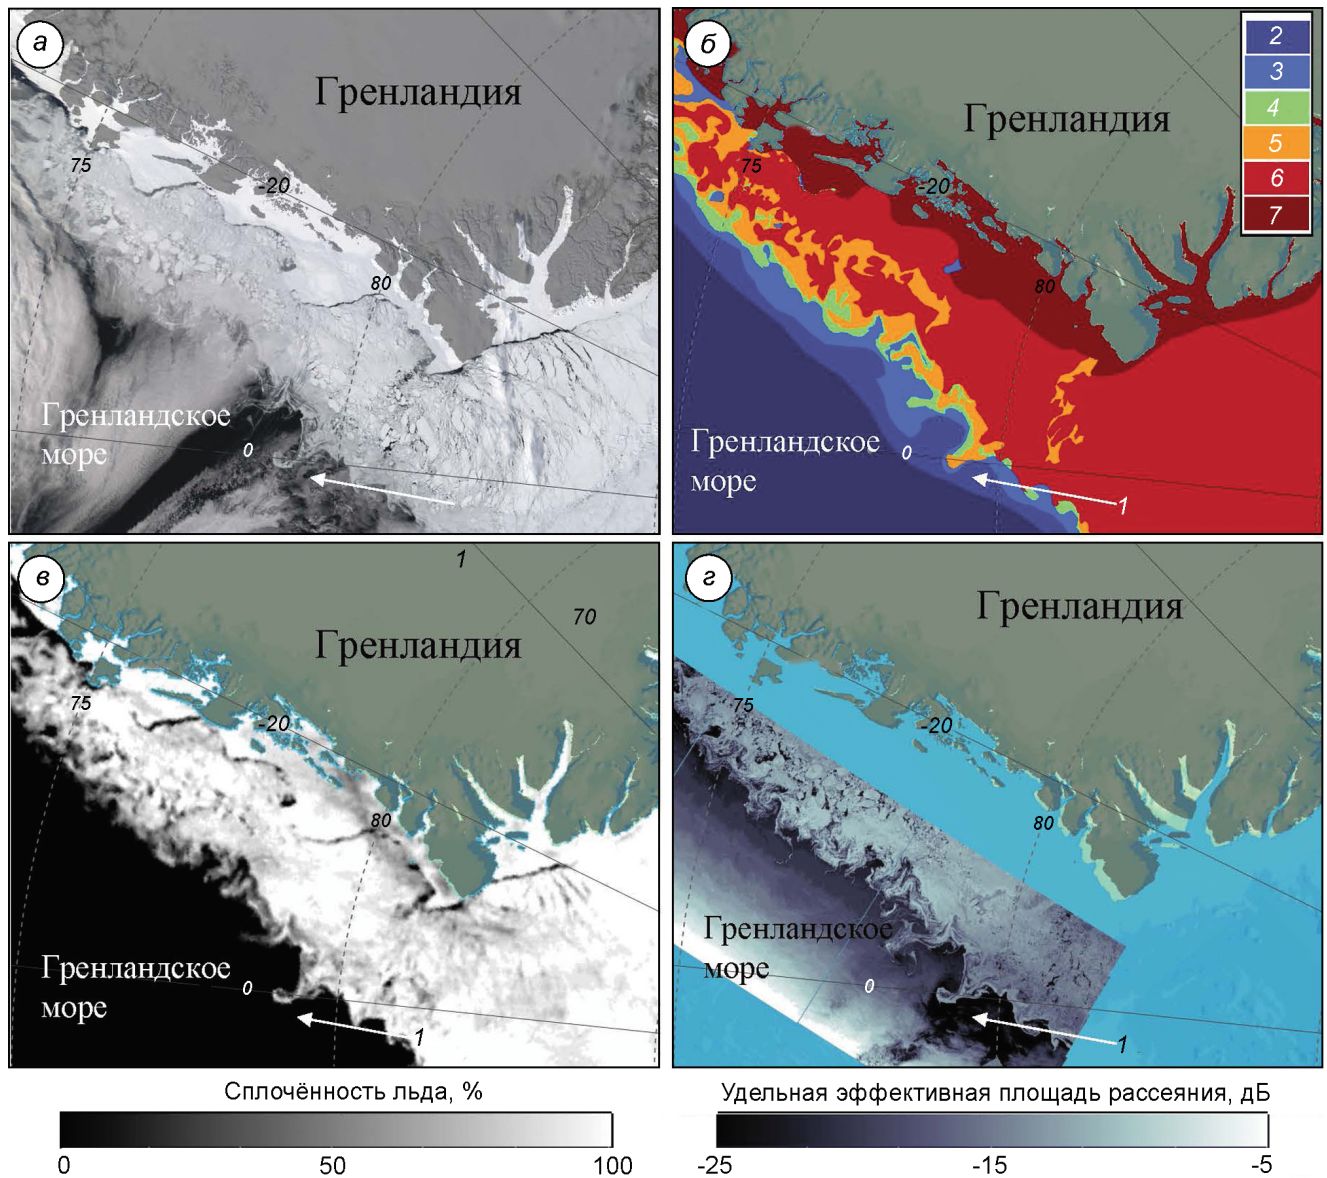 а
Гренландия
75
-20
80
Гренландское
море
0
б
2
3
4
5
6
7
Гренландия
75
-20
80
Гренландское
море
0
1
в
1
70
Гренландия
75
-20
80
Гренландское
море
0
1
г
Гренландия
75
-20
80
Гренландское
море
0
1
Сплочённость льда, %
0
50
100
Удельная эффективная площадь рассеяния, дБ
-25
-15
-5